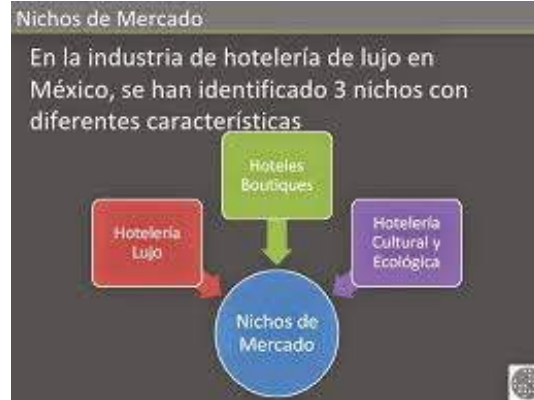 Nichos de Mercado
En la industria de hotelería de lujo en
México, se han identificado 3 nichos con
diferentes características
Hoteles
Boutiques
Hotelería
Lujo
Hotelería
Cultural y
Ecológica
Nichos de
Mercado